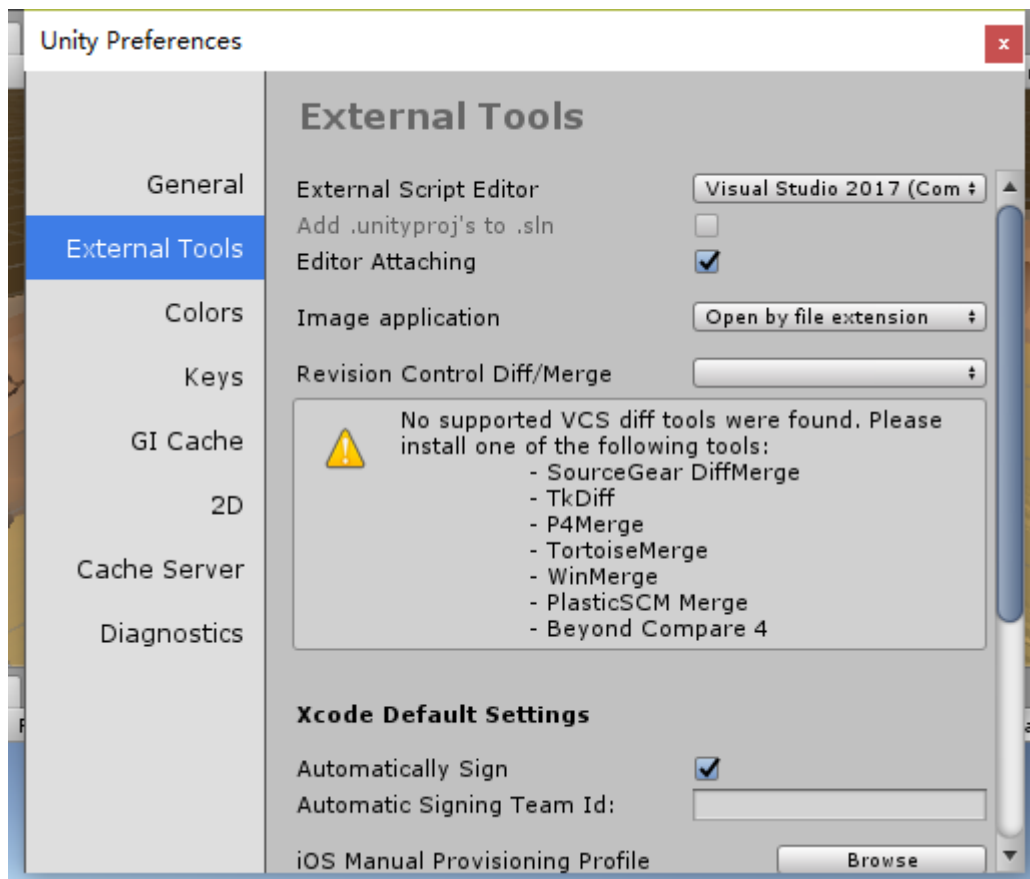 Unity Preferences
x
External Tools
General
External Tools
Colors
Keys
GI Cache
2D
Cache Server
Diagnostics
External Script Editor
Visual Studio 2017 (Com
Add .unityproj's to .sln
Editor Attaching
Image application
Open by file extension
Revision Control Diff/Merge
No supported VCS diff tools were found. Please
install one of the following tools:
- SourceGear DiffMerge
- TkDiff
- P4Merge
- TortoiseMerge
- WinMerge
- PlasticSCM Merge
- Beyond Compare 4
Xcode Default Settings
Automatically Sign
Automatic Signing Team Id:
iOS Manual Provisioning Profile
Browse